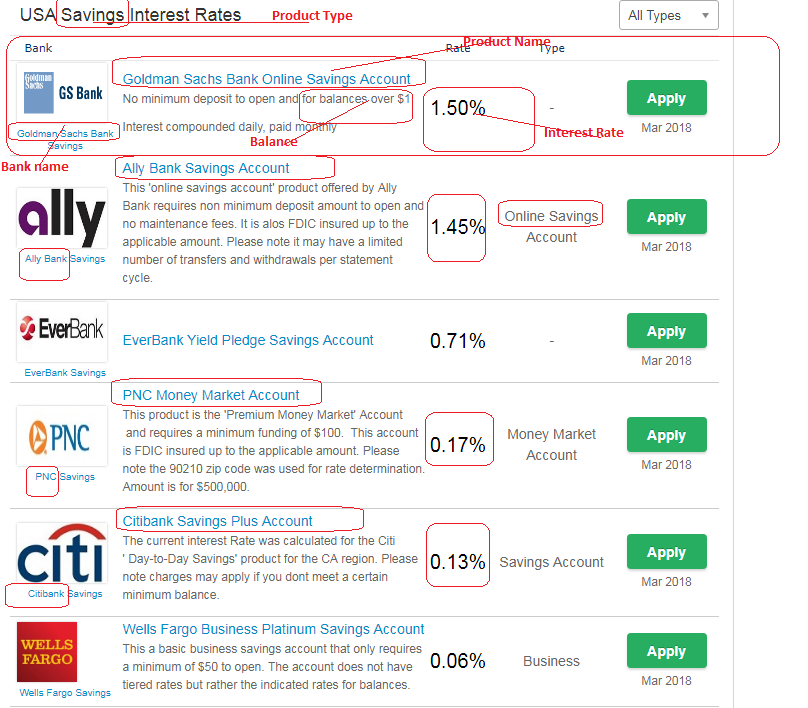 USA Savings Interest Rates
Product Type
All Types
Bank
Product Name
Rate
Type
Goldman Sachs
GS Bank
Goldman Sachs Bank
Savings
Bank name
Goldman Sachs Bank Online Savings Account
No minimum deposit to open and for balances over $1
Interest compounded daily, paid monthly
Balance
1.50%
Interest Rate
-
Apply
Mar 2018
ally
Ally Bank Savings
Ally Bank Savings Account
This 'online savings account' product offered by Ally
Bank requires non minimum deposit amount to open and
no maintenance fees. It is alos FDIC insured up to the
applicable amount. Please note it may have a limited
number of transfers and withdrawals per statement
cycle.
1.45%
Online Savings
Account
Apply
Mar 2018
EverBank
EverBank Savings
EverBank Yield Pledge Savings Account
0.71%
-
Apply
Mar 2018
PNC
PNC Savings
PNC Money Market Account
This product is the 'Premium Money Market' Account
and requires a minimum funding of $100. This account
is FDIC insured up to the applicable amount. Please
note the 90210 zip code was used for rate determination.
Amount is for $500,000.
0.17%
Money Market
Account
Apply
Mar 2018
citi
Citibank Savings
Citibank Savings Plus Account
The current interest Rate was calculated for the Citi
' Day-to-Day Savings' product for the CA region. Please
note charges may apply if you dont meet a certain
minimum balance.
0.13%
Savings Account
Apply
Mar 2018
WELLS
FARGO
Wells Fargo Savings
Wells Fargo Business Platinum Savings Account
This a basic business savings account that only requires
a minimum of $50 to open. The account does not have
tiered rates but rather the indicated rates for balances.
0.06%
Business
Apply
Mar 2018